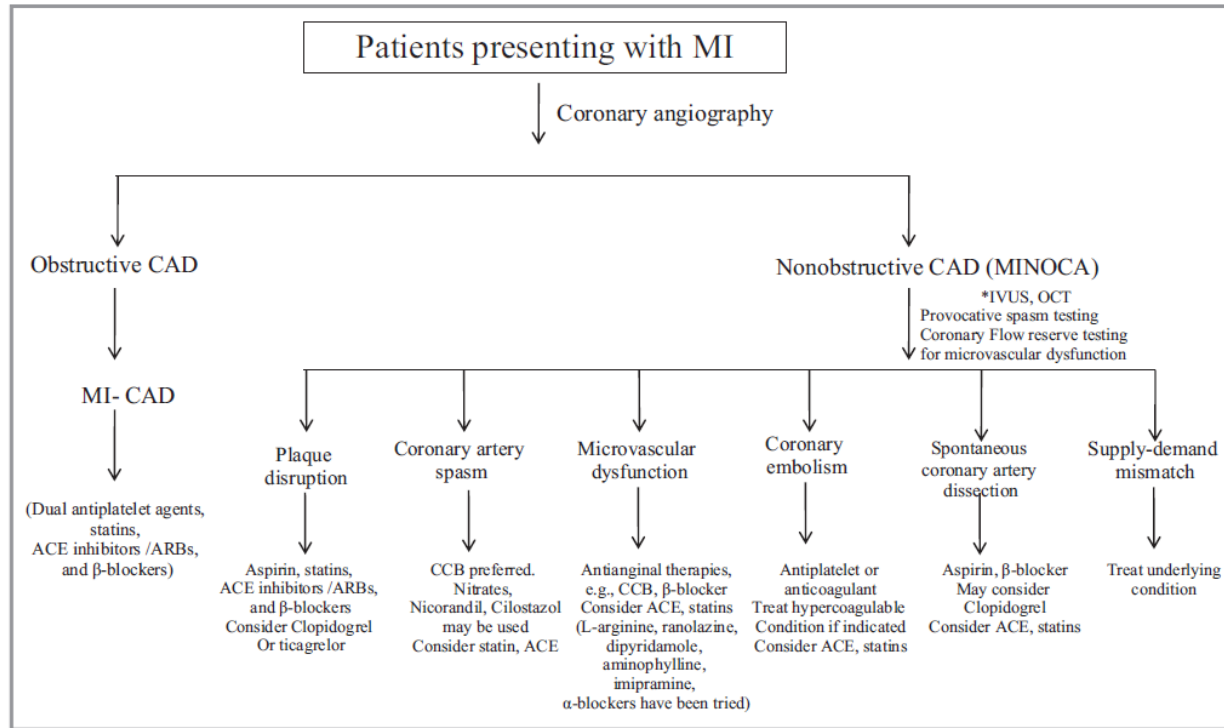 Patients presenting with MI
Coronary angiography
Obstructive CAD
Nonobstructive CAD (MINOCA)
*IVUS, OCT
Provocative spasm testing
Coronary Flow reserve testing
for microvascular dysfunction
MI- CAD
(Dual antiplatelet agents,
statins,
ACE inhibitors /ARBs,
and β-blockers)
Plaque
disruption
Aspirin, statins,
ACE inhibitors /ARBs,
and β-blockers
Consider Clopidogrel
Or ticagrelor
Coronary artery
spasm
CCB preferred.
Nitrates,
Nicorandil, Cilostazol
may be used
Consider statin, ACE
Microvascular
dysfunction
Antianginal therapies,
e.g., CCB, β-blocker
Consider ACE, statins
(L-arginine, ranolazine,
dipyridamole,
aminophylline,
imipramine,
α-blockers have been tried)
Coronary
embolism
Antiplatelet or
anticoagulant
Treat hypercoagulable
Condition if indicated
Consider ACE, statins
Spontaneous
coronary artery
dissection
Aspirin, β-blocker
May consider
Clopidogrel
Consider ACE, statins
Supply-demand
mismatch
Treat underlying
condition